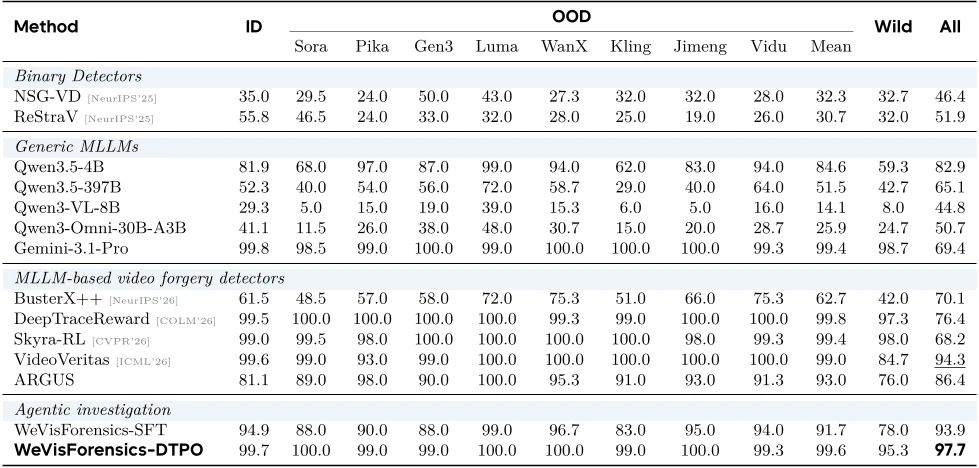 Method ID OOD Wild All
Sora Pika Gen3 Luma WanX Kling Jimeng Vidu Mean
Binary Detectors
NSG-VD [NeurIPS'25] 35.0 29.5 24.0 50.0 43.0 27.3 32.0 32.0 28.0 32.3 32.7 46.4
ReStraV [NeurIPS'25] 55.8 46.5 24.0 33.0 32.0 28.0 25.0 19.0 26.0 30.7 32.0 51.9
Generic MLLMs
Qwen3.5-4B 81.9 68.0 97.0 87.0 99.0 94.0 62.0 83.0 94.0 84.6 59.3 82.9
Qwen3.5-397B 52.3 40.0 54.0 56.0 72.0 58.7 29.0 40.0 64.0 51.5 42.7 65.1
Qwen3-VL-8B 29.3 5.0 15.0 19.0 39.0 15.3 6.0 5.0 16.0 14.1 8.0 44.8
Qwen3-Omni-30B-A3B 41.1 11.5 26.0 38.0 48.0 30.7 15.0 20.0 28.7 25.9 24.7 50.7
Gemini-3.1-Pro 99.8 98.5 99.0 100.0 99.0 100.0 100.0 100.0 99.3 99.4 98.7 69.4
MLLM-based video forgery detectors
BusterX++ [NeurIPS'26] 61.5 48.5 57.0 58.0 72.0 75.3 51.0 66.0 75.3 62.7 42.0 70.1
DeepTraceReward [COLM'26] 99.5 100.0 100.0 100.0 100.0 99.3 99.0 100.0 100.0 99.8 97.3 76.4
Skyra-RL [CVPR'26] 99.0 99.5 98.0 100.0 100.0 100.0 100.0 98.0 99.3 99.4 98.0 68.2
VideoVeritas [ICML'26] 99.6 99.0 93.0 99.0 100.0 100.0 100.0 100.0 100.0 99.0 84.7 94.3
ARGUS 81.1 89.0 98.0 90.0 100.0 95.3 91.0 93.0 91.3 93.0 76.0 86.4
Agentic investigation
WeVisForensics-SFT 94.9 88.0 90.0 88.0 99.0 96.7 83.0 95.0 94.0 91.7 78.0 93.9
WeVisForensics-DTPO 99.7 100.0 99.0 99.0 100.0 100.0 99.0 100.0 99.3 99.6 95.3 97.7